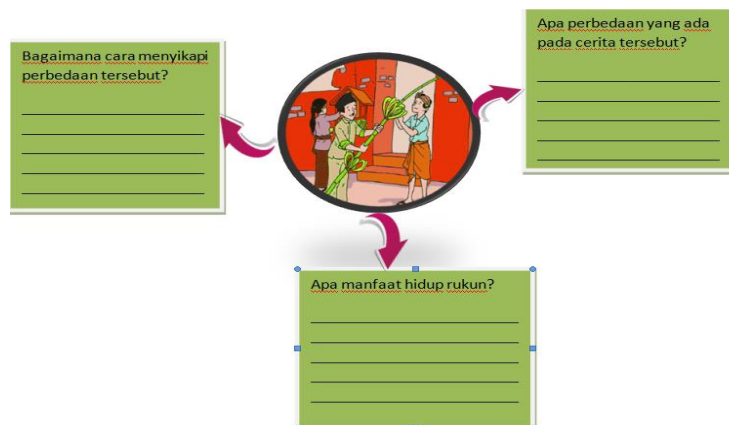 Bagaimana cara menyikapi
perbedaan tersebut?
Apa perbedaan yang ada
pada cerita tersebut?
Apa manfaat hidup rukun?